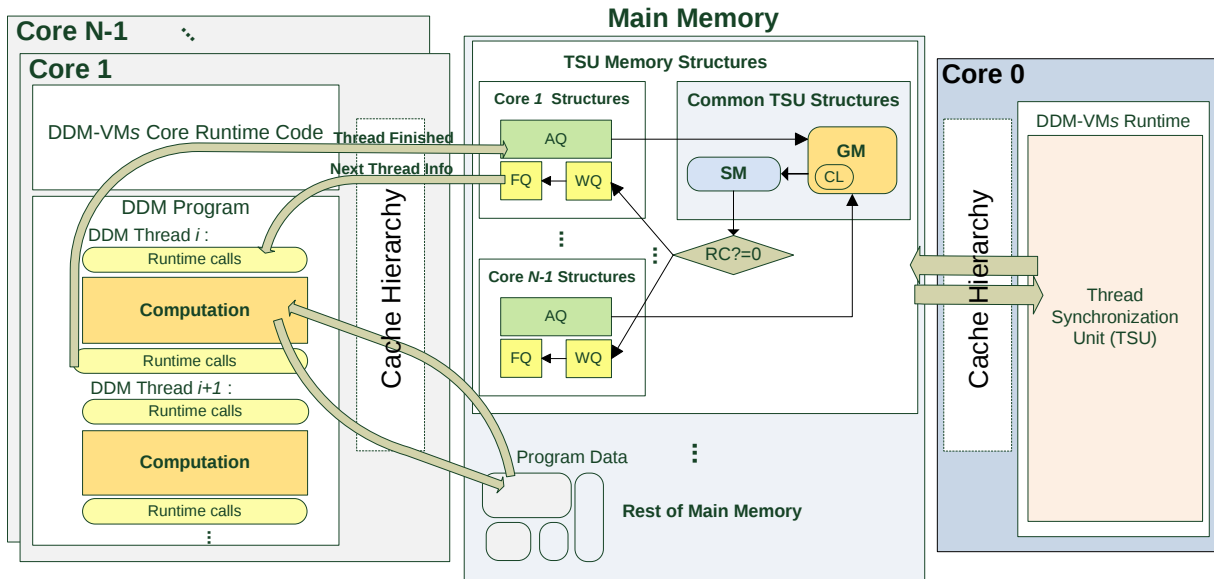 Core N-1
Core 1
DDM-VMs Core Runtime Code
Thread Finished
Next Thread Info
DDM Program
DDM Thread i :
Runtime calls
Computation
Runtime calls
DDM Thread i+1 :
Runtime calls
Computation
Runtime calls
Cache Hierarchy
Main Memory
TSU Memory Structures
Core 1 Structures
AQ
FQ
WQ
Common TSU Structures
GM
CL
SM
RC?=0
Core N-1 Structures
AQ
FQ
WQ
Program Data
Rest of Main Memory
Core 0
Cache Hierarchy
DDM-VMs Runtime
Thread
Synchronization
Unit (TSU)